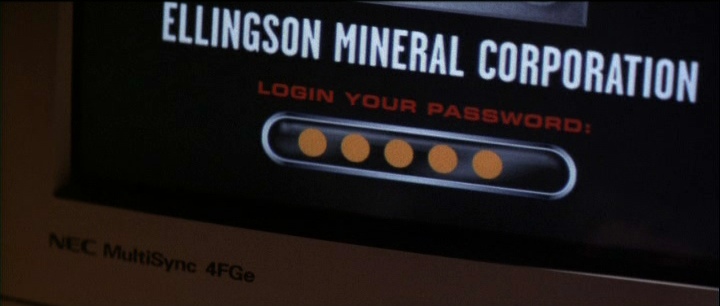 ELLINGSON MINERAL CORPORATION
LOGIN YOUR PASSWORD:
NEC MultiSync 4FGe